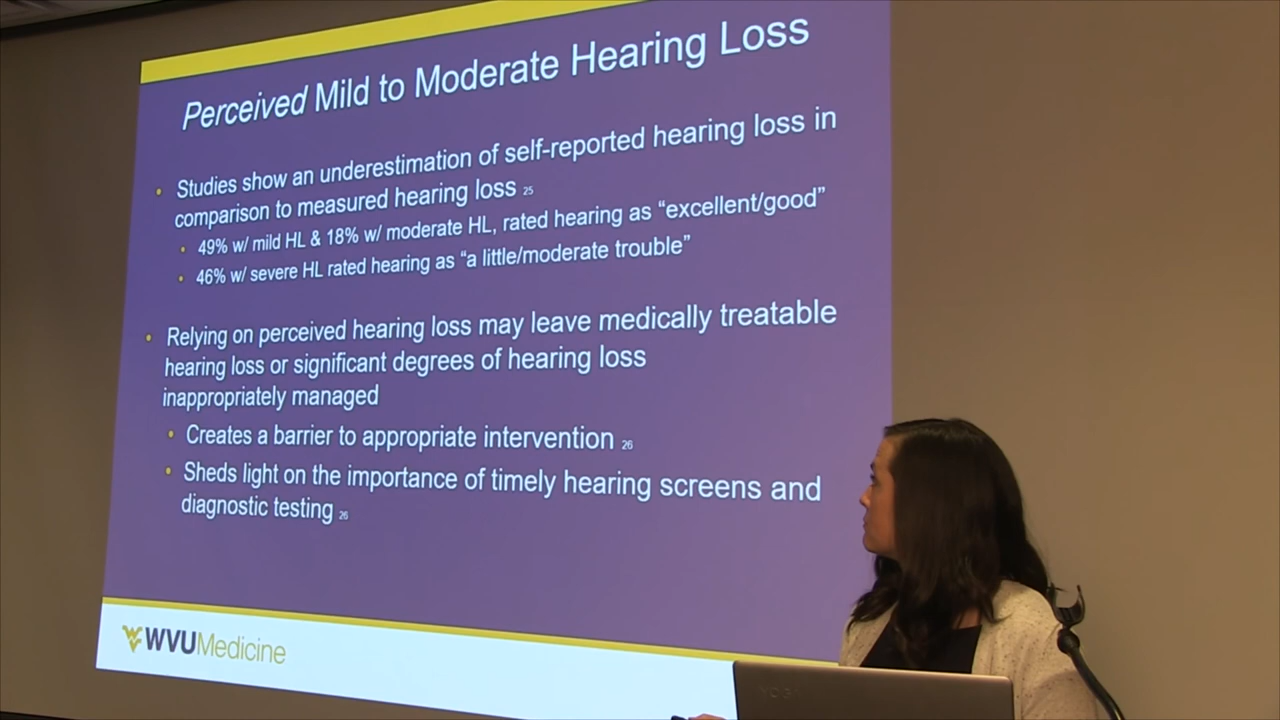 Perceived Mild to Moderate Hearing Loss
• Studies show an underestimation of self-reported hearing loss in
comparison to measured hearing loss 25
• 49% w/ mild HL & 18% w/ moderate HL, rated hearing as “excellent/good”
• 46% w/ severe HL rated hearing as “a little/moderate trouble”
• Relying on perceived hearing loss may leave medically treatable
hearing loss or significant degrees of hearing loss
inappropriately managed
• Creates a barrier to appropriate intervention 26
• Sheds light on the importance of timely hearing screens and
diagnostic testing 26
WVUMedicine
YOGA